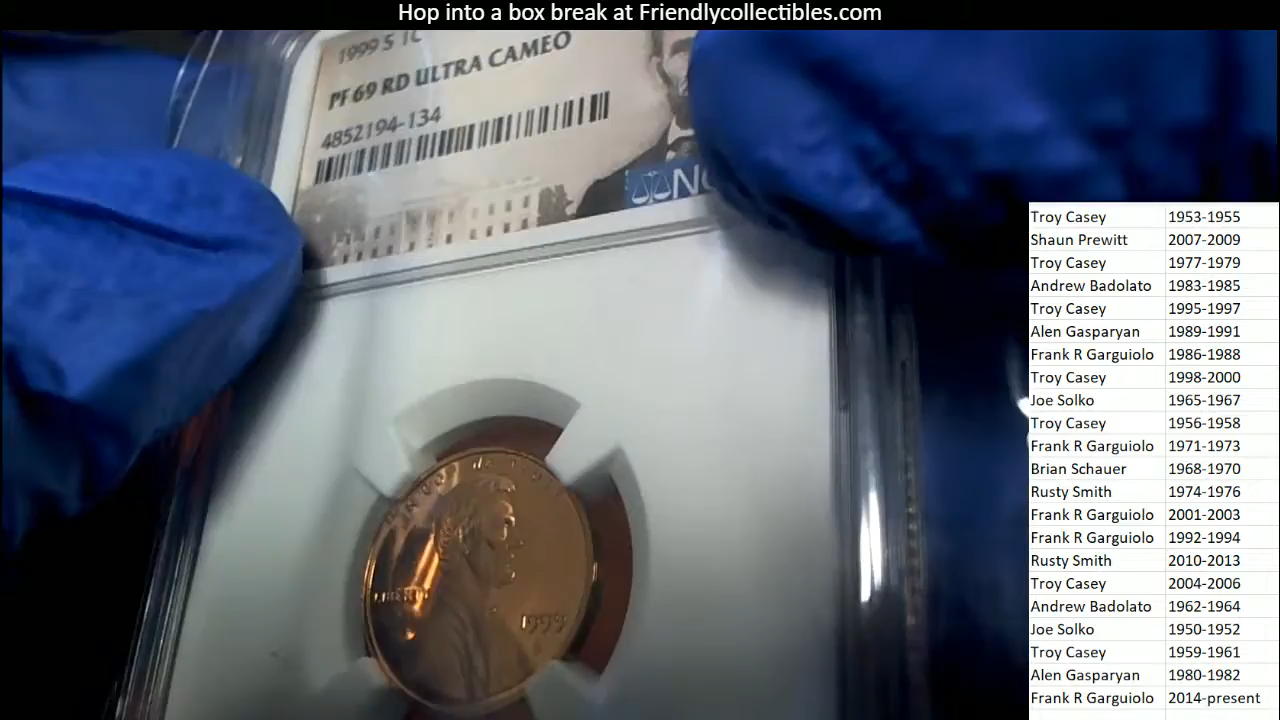 Hop into a box break at Friendlycollectibles.com
1999 S 1C
PF 69 RD ULTRA CAMEO
4852194-134
LIBERTY
1999
Troy Casey 1953-1955
Shaun Prewitt 2007-2009
Troy Casey 1977-1979
Andrew Badolato 1983-1985
Troy Casey 1995-1997
Alen Gasparyan 1989-1991
Frank R Garguiolo 1986-1988
Troy Casey 1998-2000
Joe Solko 1965-1967
Troy Casey 1956-1958
Frank R Garguiolo 1971-1973
Brian Schauer 1968-1970
Rusty Smith 1974-1976
Frank R Garguiolo 2001-2003
Frank R Garguiolo 1992-1994
Rusty Smith 2010-2013
Troy Casey 2004-2006
Andrew Badolato 1962-1964
Joe Solko 1950-1952
Troy Casey 1959-1961
Alen Gasparyan 1980-1982
Frank R Garguiolo 2014-present